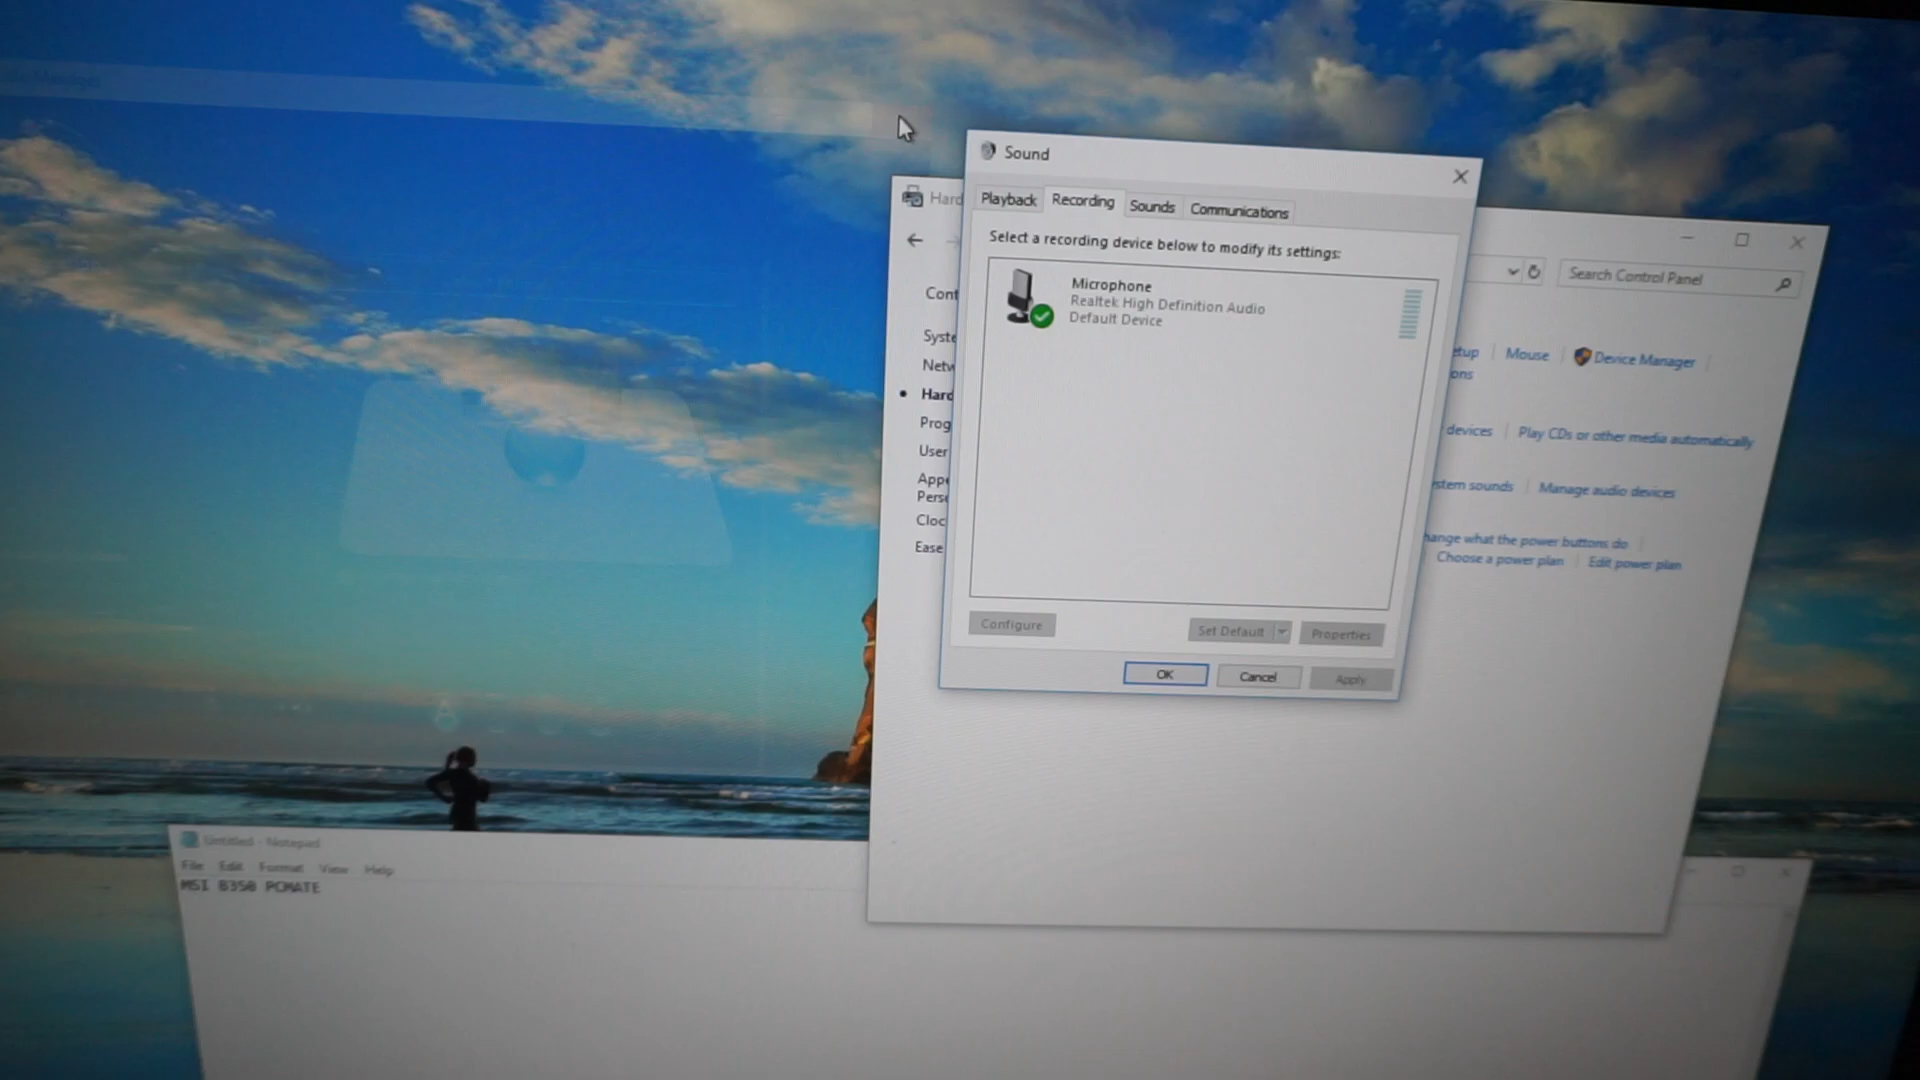 Sound
Playback
Recording
Sounds
Communications
Select a recording device below to modify its settings:
Microphone
Realtek High Definition Audio
Default Device
Configure
Set Default
Properties
OK
Cancel
Apply
Hard
Cont
Syste
Netw
Hard
Prog
User
Appe
Perso
Cloc
Ease
Search Control Panel
etup
Mouse
Device Manager
ons
devices
Play CDs or other media automatically
stem sounds
Manage audio devices
hange what the power buttons do
Choose a power plan
Edit power plan
Untitled - Notepad
File Edit Format View Help
MSI B350 PCMATE